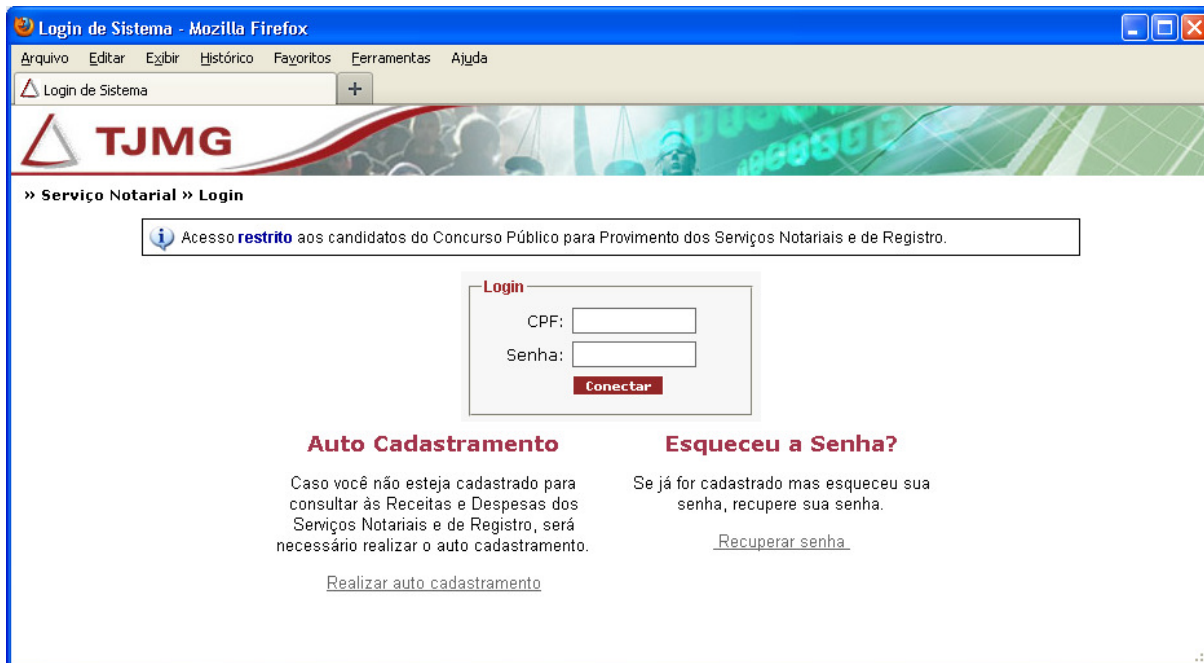 Login de Sistema - Mozilla Firefox
Arquivo Editar Exibir Histórico Favoritos Ferramentas Ajuda
Login de Sistema
TJMG
» Serviço Notarial » Login
Acesso restrito aos candidatos do Concurso Público para Provimento dos Serviços Notariais e de Registro.
Login
CPF:
Senha:
Conectar
Auto Cadastramento
Caso você não esteja cadastrado para
consultar às Receitas e Despesas dos
Serviços Notariais e de Registro, será
necessário realizar o auto cadastramento.
Realizar auto cadastramento
Esqueceu a Senha?
Se já for cadastrado mas esqueceu sua
senha, recupere sua senha.
Recuperar senha